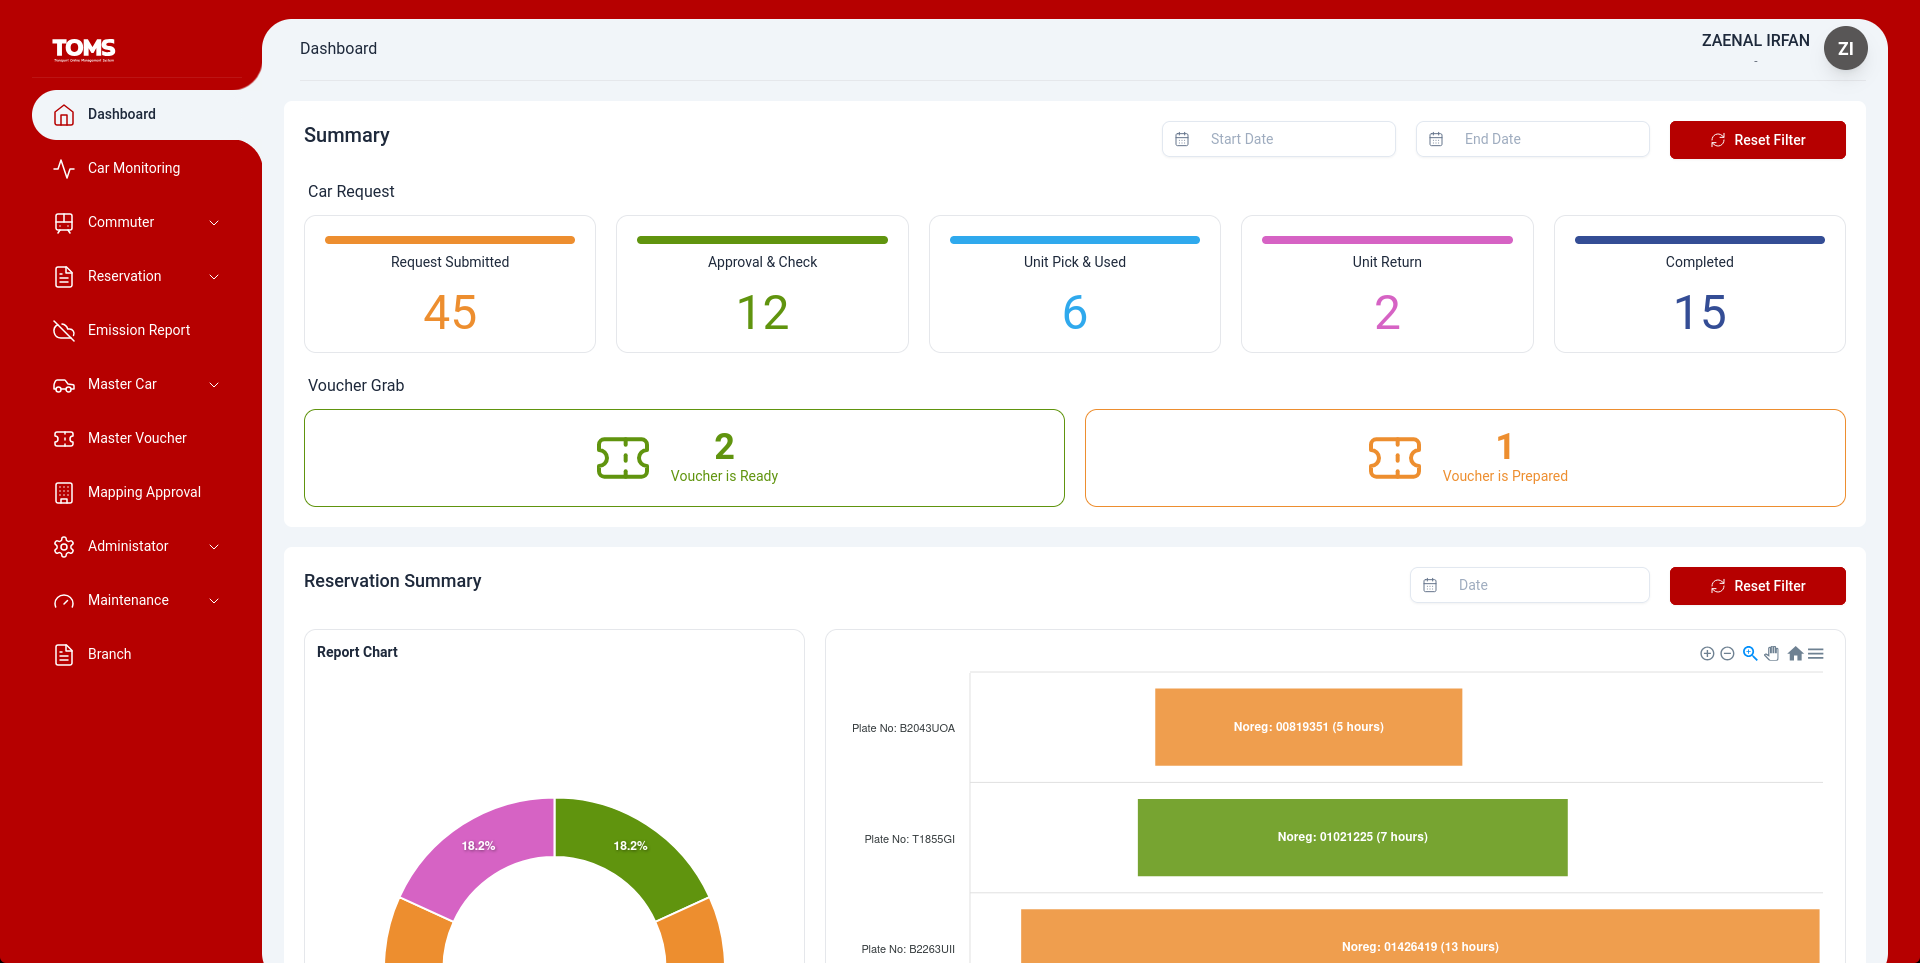 TOMS
Transport Online Management System
Dashboard
Car Monitoring
Commuter
Reservation
Emission Report
Master Car
Master Voucher
Mapping Approval
Administator
Maintenance
Branch
Dashboard
ZAENAL IRFAN
-
ZI
Summary
Start Date
End Date
Reset Filter
Car Request
Request Submitted
45
Approval & Check
12
Unit Pick & Used
6
Unit Return
2
Completed
15
Voucher Grab
2
Voucher is Ready
1
Voucher is Prepared
Reservation Summary
Date
Reset Filter
Report Chart
18.2%
18.2%
Plate No: B2043UOA
Noreg: 00819351 (5 hours)
Plate No: T1855GI
Noreg: 01021225 (7 hours)
Plate No: B2263UII
Noreg: 01426419 (13 hours)